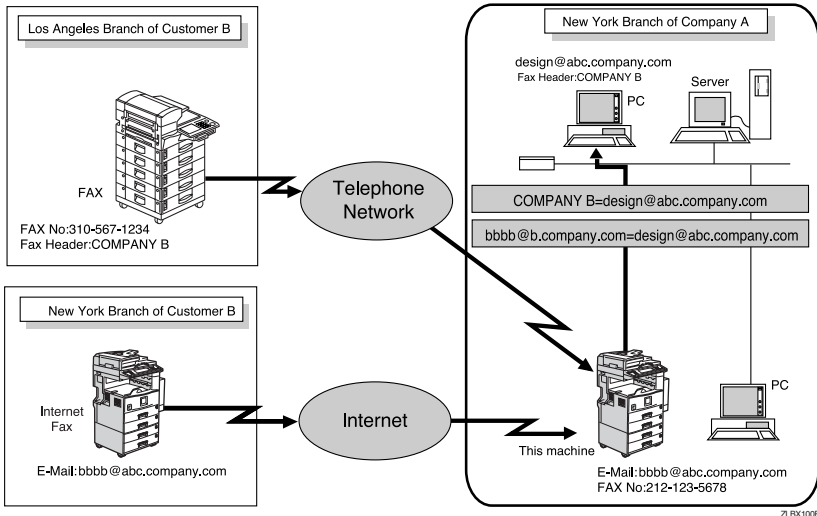 Los Angeles Branch of Customer B
FAX
FAX No:310-567-1234
Fax Header:COMPANY B
New York Branch of Customer B
Internet
Fax
E-Mail:bbbb@abc.company.com
Telephone
Network
Internet
New York Branch of Company A
design@abc.company.com
Fax Header:COMPANY B
PC
Server
COMPANY B=design@abc.company.com
bbbb@b.company.com=design@abc.company.com
PC
This machine
E-Mail:bbbb@abc.company.com
FAX No:212-123-5678